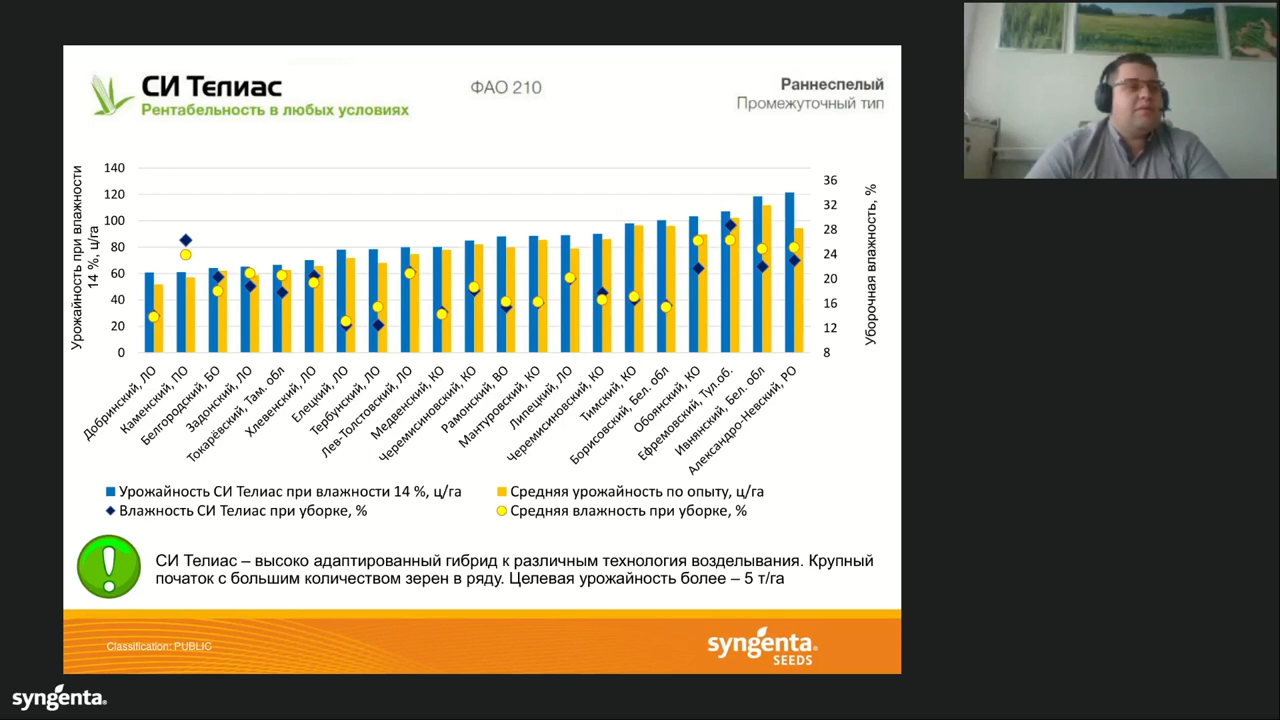 СИ Телиас
Рентабельность в любых условиях
ФАО 210
Раннеспелый
Промежуточный тип
Урожайность при влажности
14 %, ц/га
140
120
100
80
60
40
20
0
36
32
28
24
20
16
12
8
Уборочная влажность, %
Добринский, ЛО
Каменский, ПО
Белгородский, БО
Задонский, ЛО
Токарёвский, Там. обл
Хлевенский, ЛО
Елецкий, ЛО
Тербунский, ЛО
Лев-Толстовский, ЛО
Медвенский, КО
Черемисиновский, КО
Рамонский, ВО
Мантуровский, КО
Липецкий, ЛО
Черемисиновский, КО
Тимский, КО
Борисовский, Бел. обл
Обоянский, КО
Ефремовский, Тул.об.
Ивнянский, Бел. обл
Александро-Невский, РО
Урожайность СИ Телиас при влажности 14 %, ц/га
Средняя урожайность по опыту, ц/га
Влажность СИ Телиас при уборке, %
Средняя влажность при уборке, %
СИ Телиас – высоко адаптированный гибрид к различным технология возделывания. Крупный
початок с большим количеством зерен в ряду. Целевая урожайность более – 5 т/га
Classification: PUBLIC
syngenta
SEEDS
syngenta